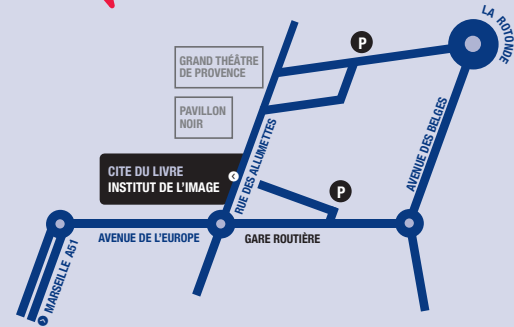 LA ROTONDE
P
GRAND THÉÂTRE
DE PROVENCE
PAVILLON
NOIR
AVENUE DES BELGES
CITE DU LIVRE
INSTITUT DE L'IMAGE
RUE DES ALLUMETTES
P
AVENUE DE L'EUROPE
GARE ROUTIÈRE
MARSEILLE A51